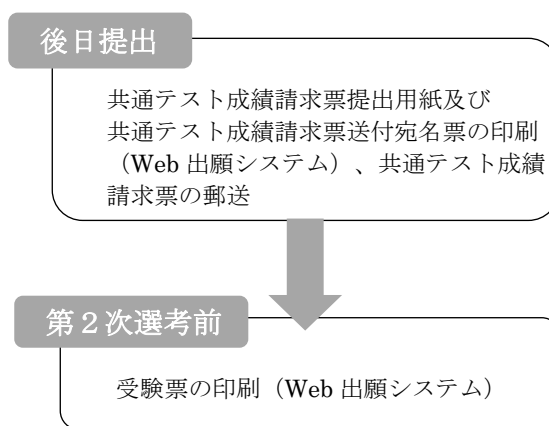 後日提出
共通テスト成績請求票提出用紙及び
共通テスト成績請求票送付宛名票の印刷
（Web 出願システム）、共通テスト成績
請求票の郵送
第２次選考前
受験票の印刷（Web 出願システム）